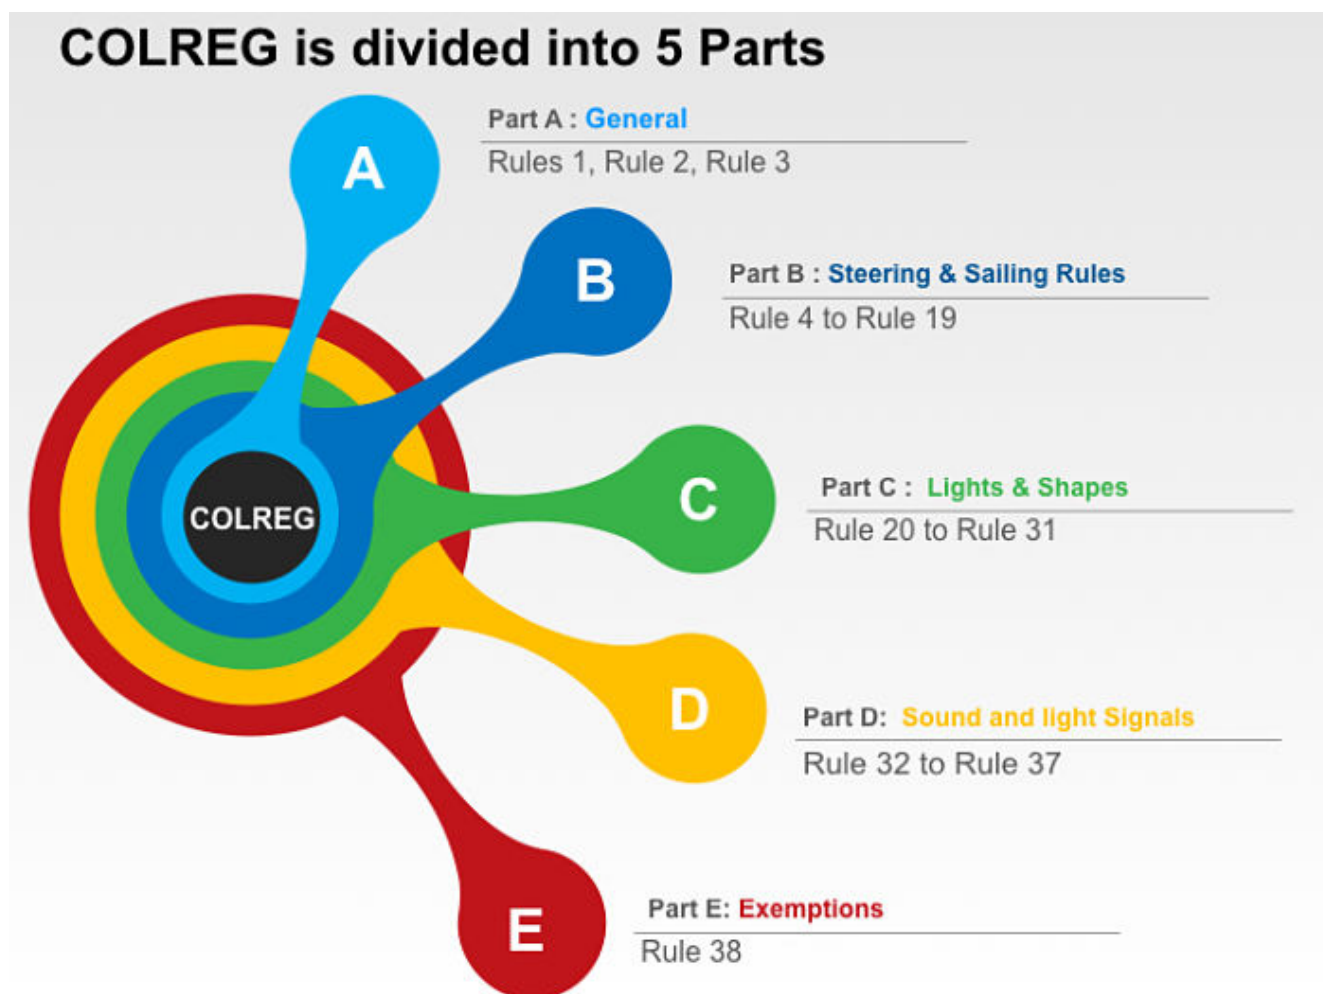 COLREG is divided into 5 Parts
A
Part A : General
Rules 1, Rule 2, Rule 3
B
Part B : Steering & Sailing Rules
Rule 4 to Rule 19
COLREG
C
Part C : Lights & Shapes
Rule 20 to Rule 31
D
Part D: Sound and light Signals
Rule 32 to Rule 37
E
Part E: Exemptions
Rule 38